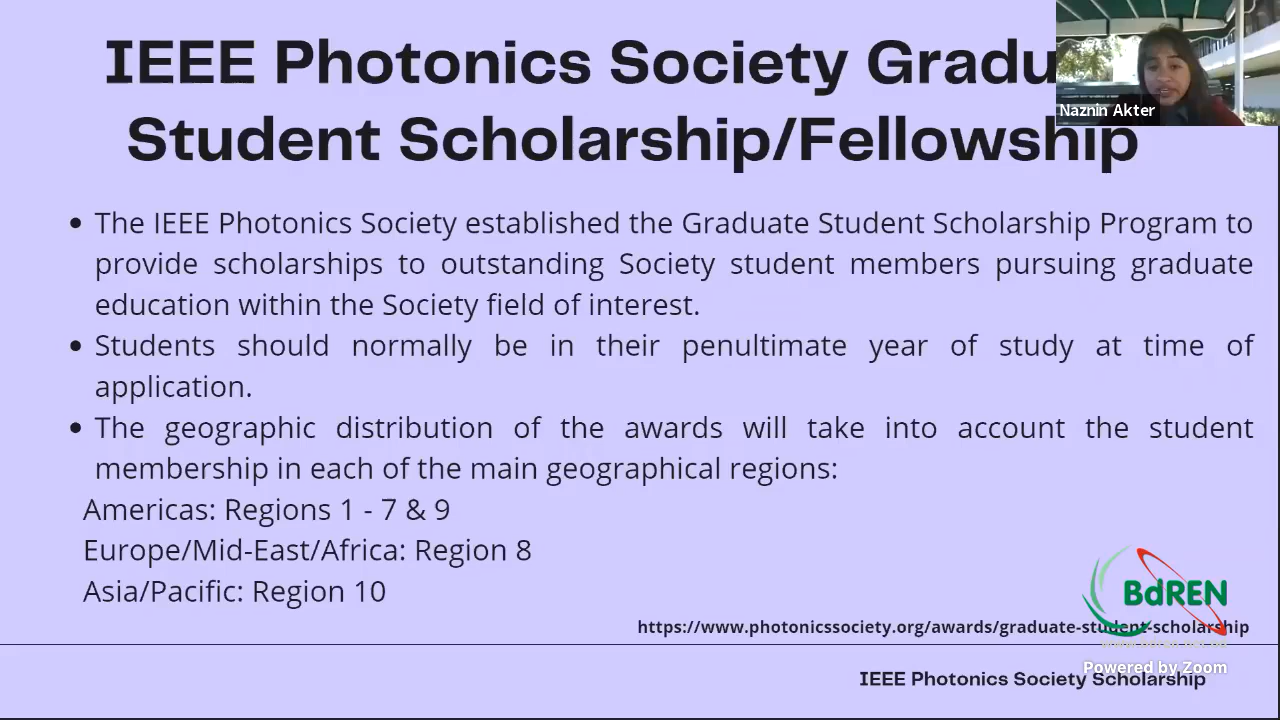 IEEE Photonics Society Gradu
Naznin Akter
Student Scholarship/Fellowship
• The IEEE Photonics Society established the Graduate Student Scholarship Program to
provide scholarships to outstanding Society student members pursuing graduate
education within the Society field of interest.
• Students should normally be in their penultimate year of study at time of
application.
• The geographic distribution of the awards will take into account the student
membership in each of the main geographical regions:
Americas: Regions 1 - 7 & 9
Europe/Mid-East/Africa: Region 8
Asia/Pacific: Region 10
BdREN
https://www.photonicssociety.org/awards/graduate-student-scholarship
Powered by Zoom
IEEE Photonics Society Scholarship